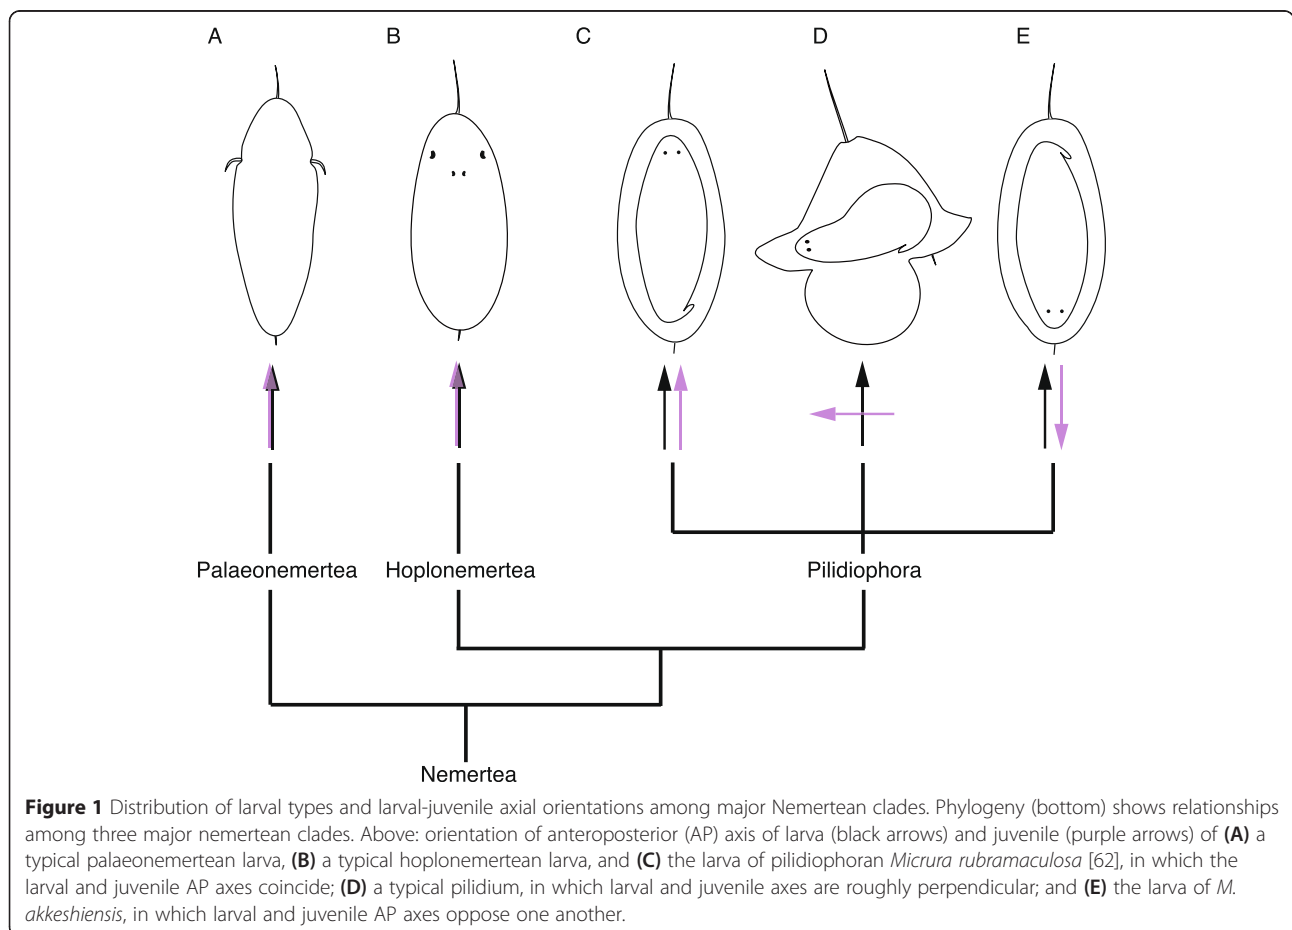 A B C D E
Palaeonemertea Hoplonemertea Pilidiophora
Nemertea
Figure 1 Distribution of larval types and larval-juvenile axial orientations among major Nemertean clades. Phylogeny (bottom) shows relationships
among three major nemertean clades. Above: orientation of anteroposterior (AP) axis of larva (black arrows) and juvenile (purple arrows) of (A) a
typical palaeonemertean larva, (B) a typical hoplonemertean larva, and (C) the larva of pilidiophoran Micrura rubramaculosa [62], in which the
larval and juvenile AP axes coincide; (D) a typical pilidium, in which larval and juvenile axes are roughly perpendicular; and (E) the larva of M.
akkeshiensis, in which larval and juvenile AP axes oppose one another.